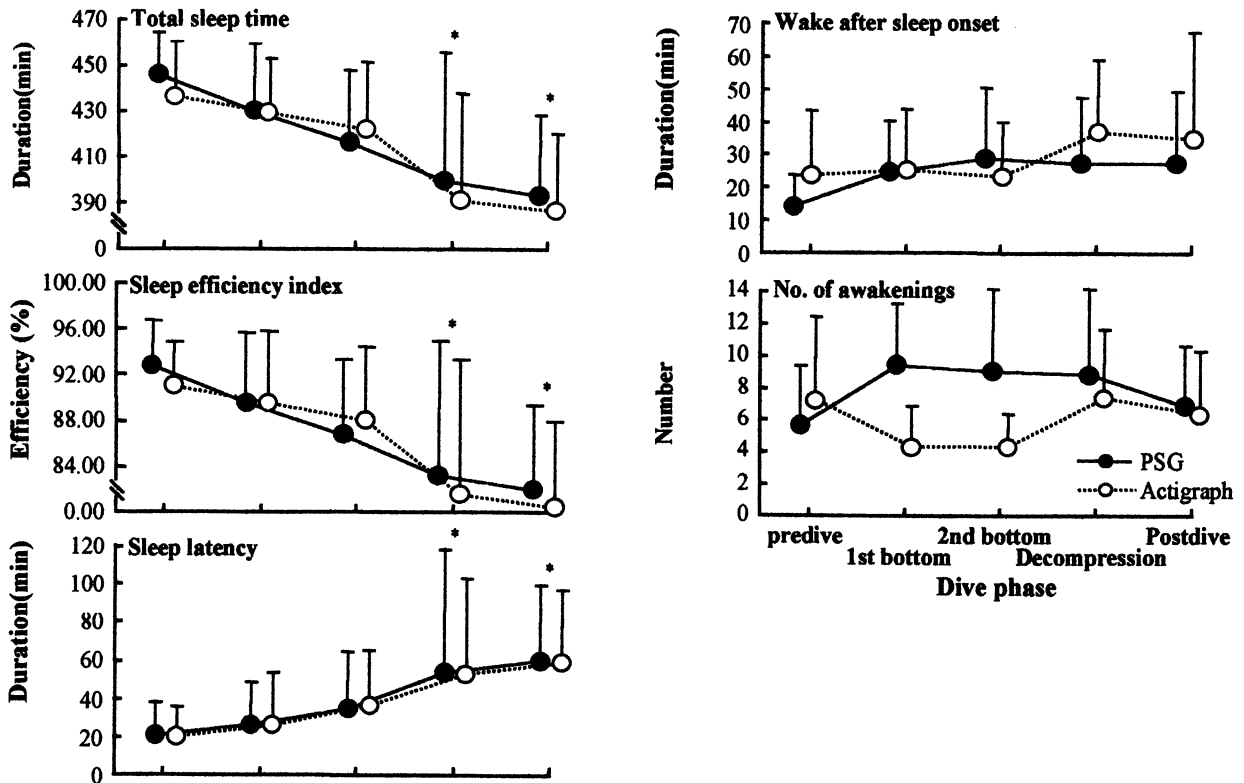 Total sleep time
Duration(min)
470
450
430
410
390
0
*
*
Sleep efficiency index
Efficiency (%)
100.00
96.00
92.00
88.00
84.00
0.00
*
*
Sleep latency
Duration(min)
120
100
80
60
40
20
0
*
*
Wake after sleep onset
Duration(min)
70
60
50
40
30
20
10
0
No. of awakenings
Number
14
12
10
8
6
4
2
0
PSG
Actigraph
predive
1st bottom
2nd bottom
Decompression
Postdive
Dive phase